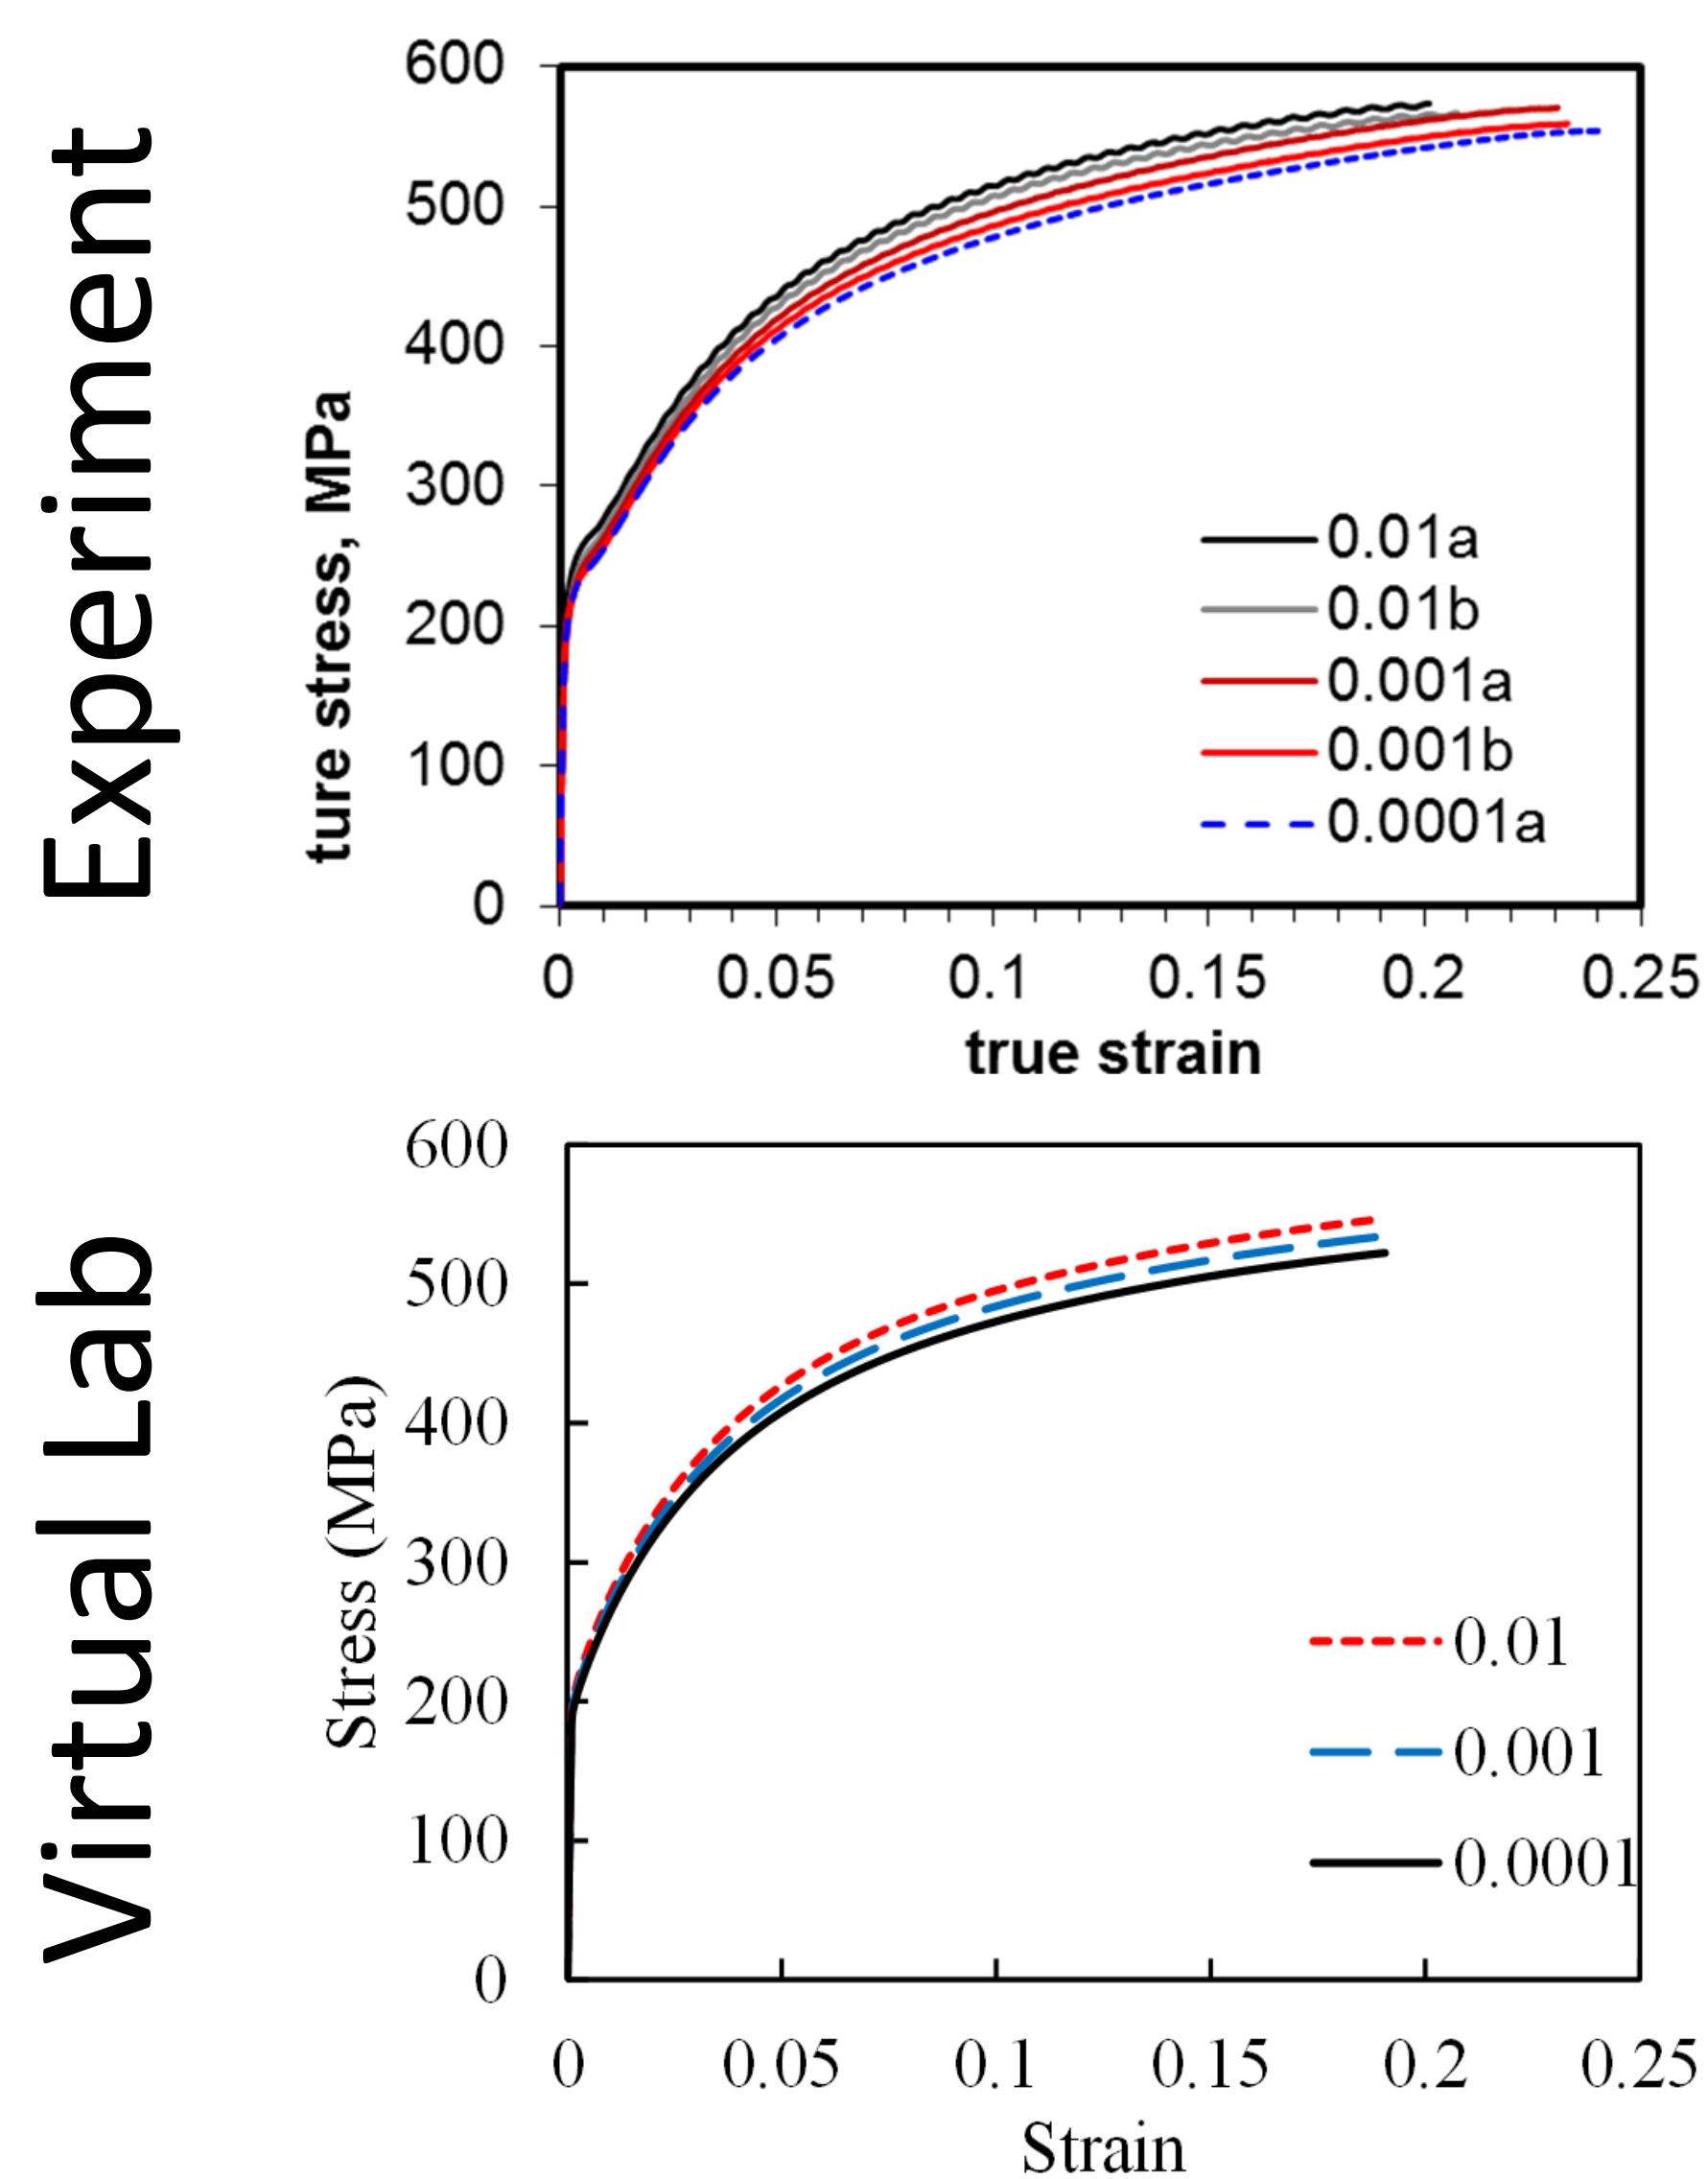 Experiment
ture stress, MPa
600
500
400
300
200
100
0
0.01a
0.01b
0.001a
0.001b
0.0001a
0 0.05 0.1 0.15 0.2 0.25
true strain
Virtual Lab
Stress (MPa)
600
500
400
300
200
100
0
0.01
0.001
0.0001
0 0.05 0.1 0.15 0.2 0.25
Strain